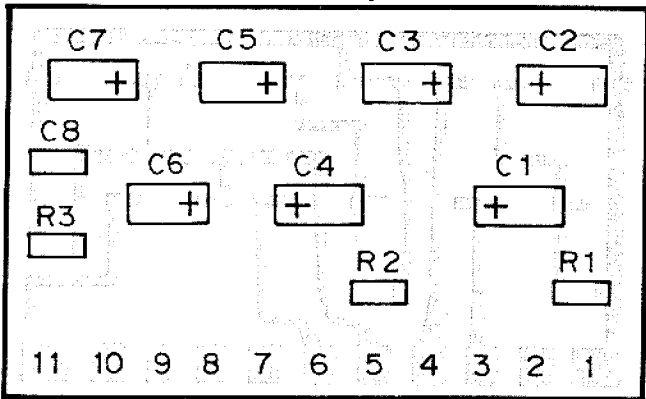 C7 C5 C3 C2
+ + + +
C8
C6 C4 C1
+ + +
R3
R2 R1
11 10 9 8 7 6 5 4 3 2 1